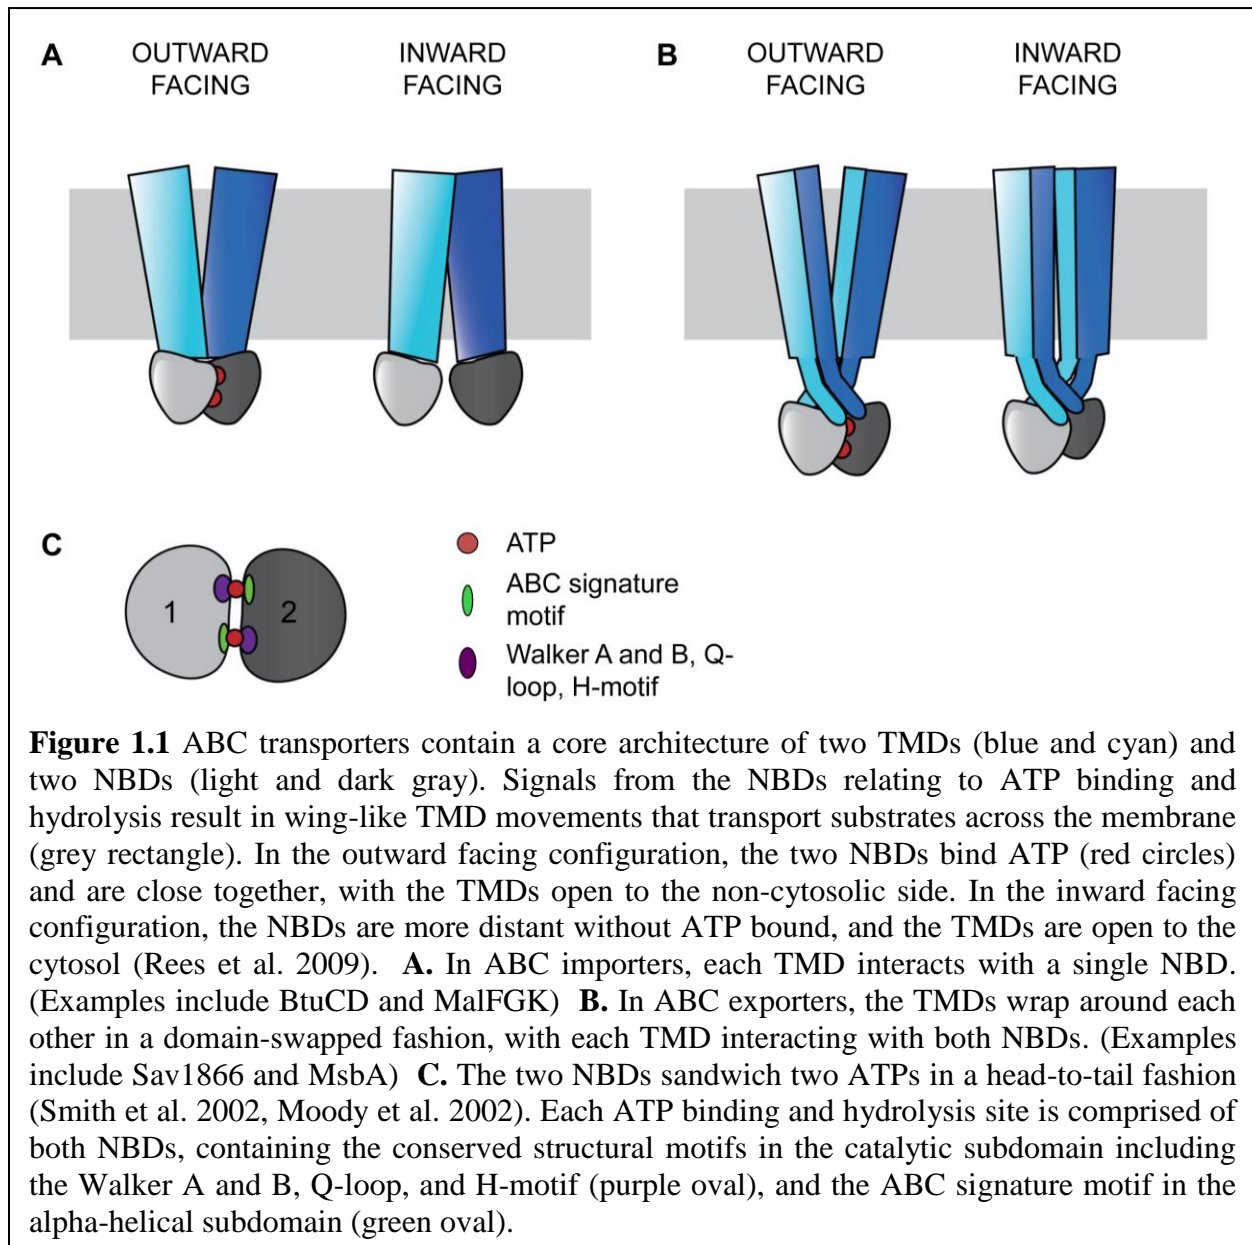 A
OUTWARD
FACING
INWARD
FACING
B
OUTWARD
FACING
INWARD
FACING
C
1
2
ATP
ABC signature
motif
Walker A and B, Q-
loop, H-motif
Figure 1.1 ABC transporters contain a core architecture of two TMDs (blue and cyan) and
two NBDs (light and dark gray). Signals from the NBDs relating to ATP binding and
hydrolysis result in wing-like TMD movements that transport substrates across the membrane
(grey rectangle). In the outward facing configuration, the two NBDs bind ATP (red circles)
and are close together, with the TMDs open to the non-cytosolic side. In the inward facing
configuration, the NBDs are more distant without ATP bound, and the TMDs are open to the
cytosol (Rees et al. 2009). A. In ABC importers, each TMD interacts with a single NBD.
(Examples include BtuCD and MalFGK) B. In ABC exporters, the TMDs wrap around each
other in a domain-swapped fashion, with each TMD interacting with both NBDs. (Examples
include Sav1866 and MsbA) C. The two NBDs sandwich two ATPs in a head-to-tail fashion
(Smith et al. 2002, Moody et al. 2002). Each ATP binding and hydrolysis site is comprised of
both NBDs, containing the conserved structural motifs in the catalytic subdomain including
the Walker A and B, Q-loop, and H-motif (purple oval), and the ABC signature motif in the
alpha-helical subdomain (green oval).